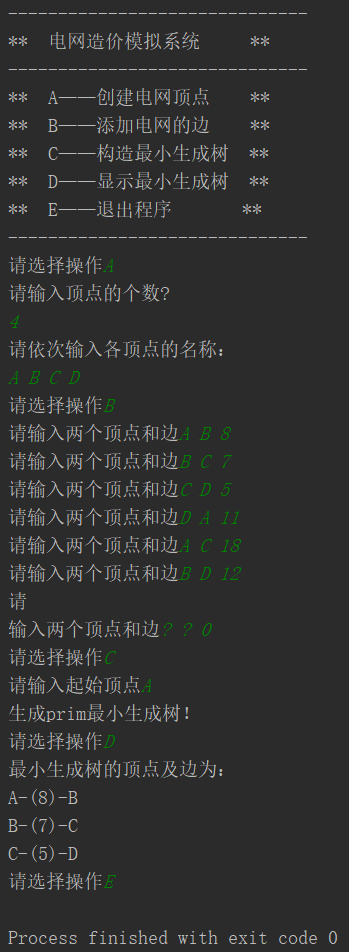 ------------------------------
**  电网造价模拟系统     **
------------------------------
**  A——创建电网顶点    **
**  B——添加电网的边    **
**  C——构造最小生成树  **
**  D——显示最小生成树  **
**  E——退出程序       **
------------------------------
请选择操作A
请输入顶点的个数?
4
请依次输入各顶点的名称:
A B C D
请选择操作B
请输入两个顶点和边A B 8
请输入两个顶点和边B C 7
请输入两个顶点和边C D 5
请输入两个顶点和边D A 11
请输入两个顶点和边A C 18
请输入两个顶点和边B D 12
请
输入两个顶点和边? ? 0
请选择操作C
请输入起始顶点A
生成prim最小生成树!
请选择操作D
最小生成树的顶点及边为:
A-(8)-B
B-(7)-C
C-(5)-D
请选择操作E
Process finished with exit code 0